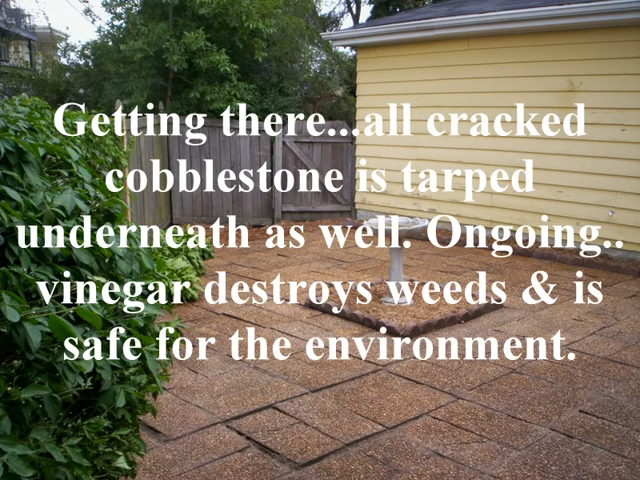 Getting there...all cracked
cobblestone is tarped
underneath as well. Ongoing..
vinegar destroys weeds & is
safe for the environment.